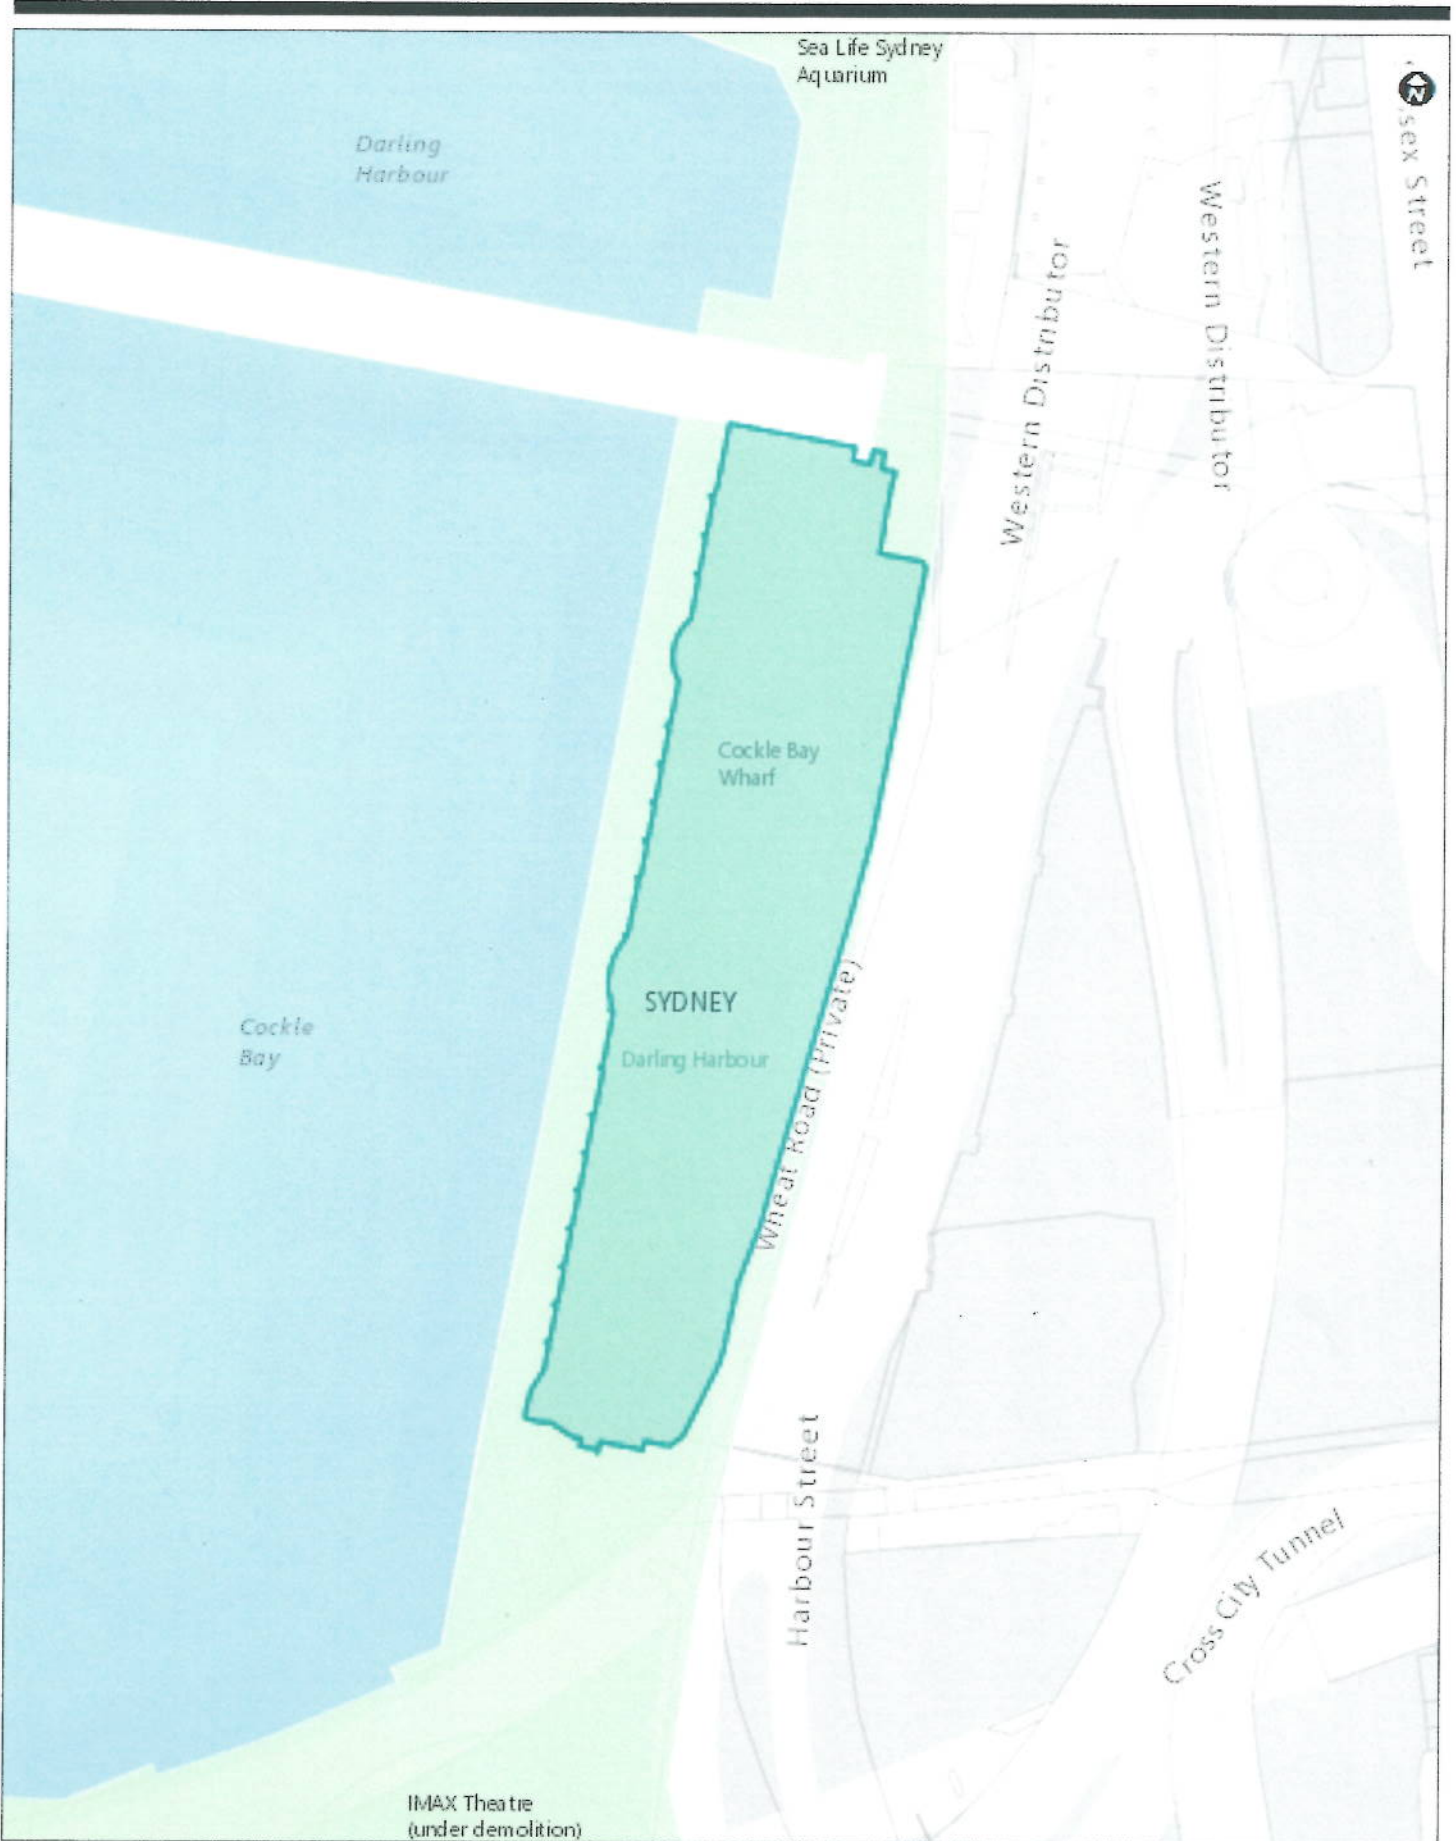 Sea Life Sydney
Aquarium
N
sex Street
Darling
Harbour
Western Distributor
Western Distributor
Cockle Bay
Wharf
Wheat Road (Private)
SYDNEY
Darling Harbour
Cockle
Bay
Harbour Street
Cross City Tunnel
IMAX Theatre
(under demolition)